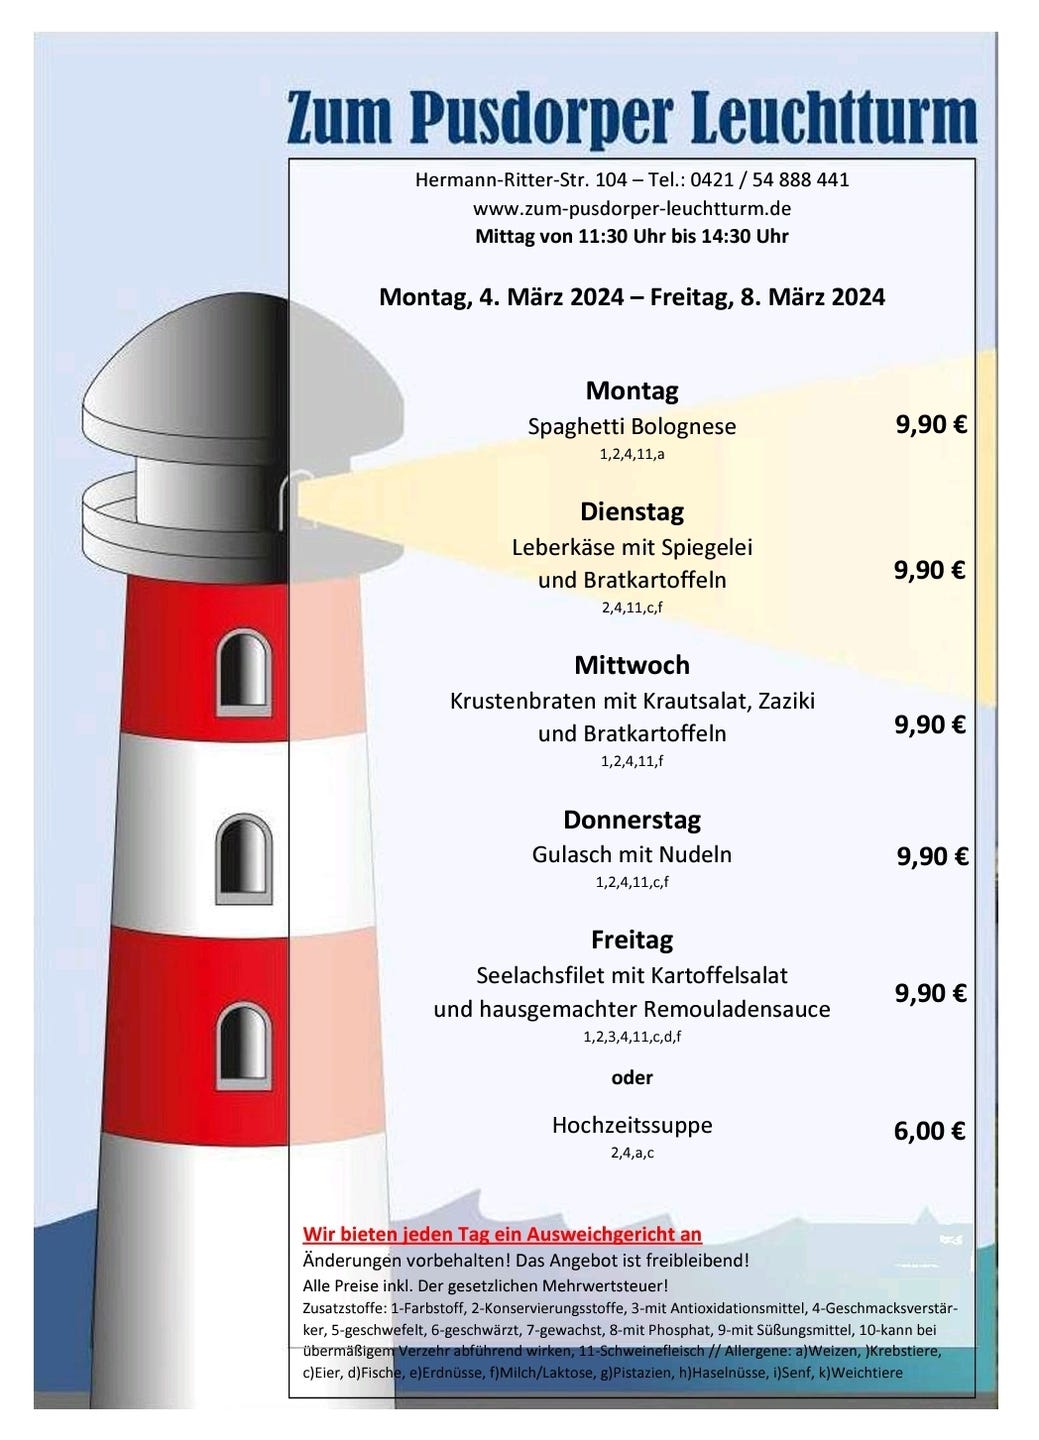 Zum Pusdorper Leuchtturm
Hermann-Ritter-Str. 104 – Tel.: 0421 / 54 888 441
www.zum-pusdorper-leuchtturm.de
Mittag von 11:30 Uhr bis 14:30 Uhr
Montag, 4. März 2024 – Freitag, 8. März 2024
Montag
Spaghetti Bolognese
9,90 €
1,2,4,11,a
Dienstag
Leberkäse mit Spiegelei
und Bratkartoffeln
9,90 €
2,4,11,c,f
Mittwoch
Krustenbraten mit Krautsalat, Zaziki
und Bratkartoffeln
9,90 €
1,2,4,11,f
Donnerstag
Gulasch mit Nudeln
9,90 €
1,2,4,11,c,f
Freitag
Seelachsfilet mit Kartoffelsalat
und hausgemachter Remouladensauce
9,90 €
1,2,3,4,11,c,d,f
oder
Hochzeitssuppe
6,00 €
2,4,a,c
Wir bieten jeden Tag ein Ausweichgericht an
Änderungen vorbehalten! Das Angebot ist freibleibend!
Alle Preise inkl. Der gesetzlichen Mehrwertsteuer!
Zusatzstoffe: 1-Farbstoff, 2-Konservierungsstoffe, 3-mit Antioxidationsmittel, 4-Geschmacksverstär-
ker, 5-geschwefelt, 6-geschwärzt, 7-gewachst, 8-mit Phosphat, 9-mit Süßungsmittel, 10-kann bei
übermäßigem Verzehr abführend wirken, 11-Schweinefleisch // Allergene: a)Weizen, )Krebstiere,
c)Eier, d)Fische, e)Erdnüsse, f)Milch/Laktose, g)Pistazien, h)Haselnüsse, i)Senf, k)Weichtiere